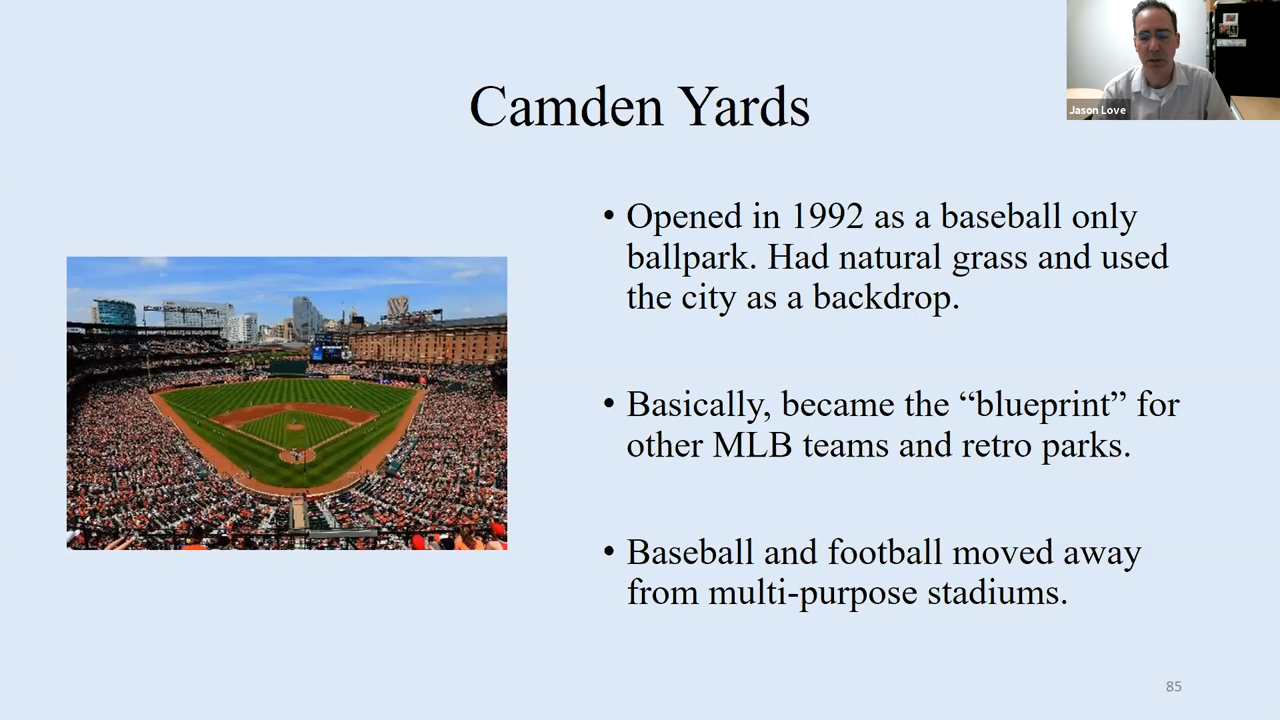 Jason Love
Camden Yards
• Opened in 1992 as a baseball only
ballpark. Had natural grass and used
the city as a backdrop.
• Basically, became the “blueprint” for
other MLB teams and retro parks.
• Baseball and football moved away
from multi-purpose stadiums.
85